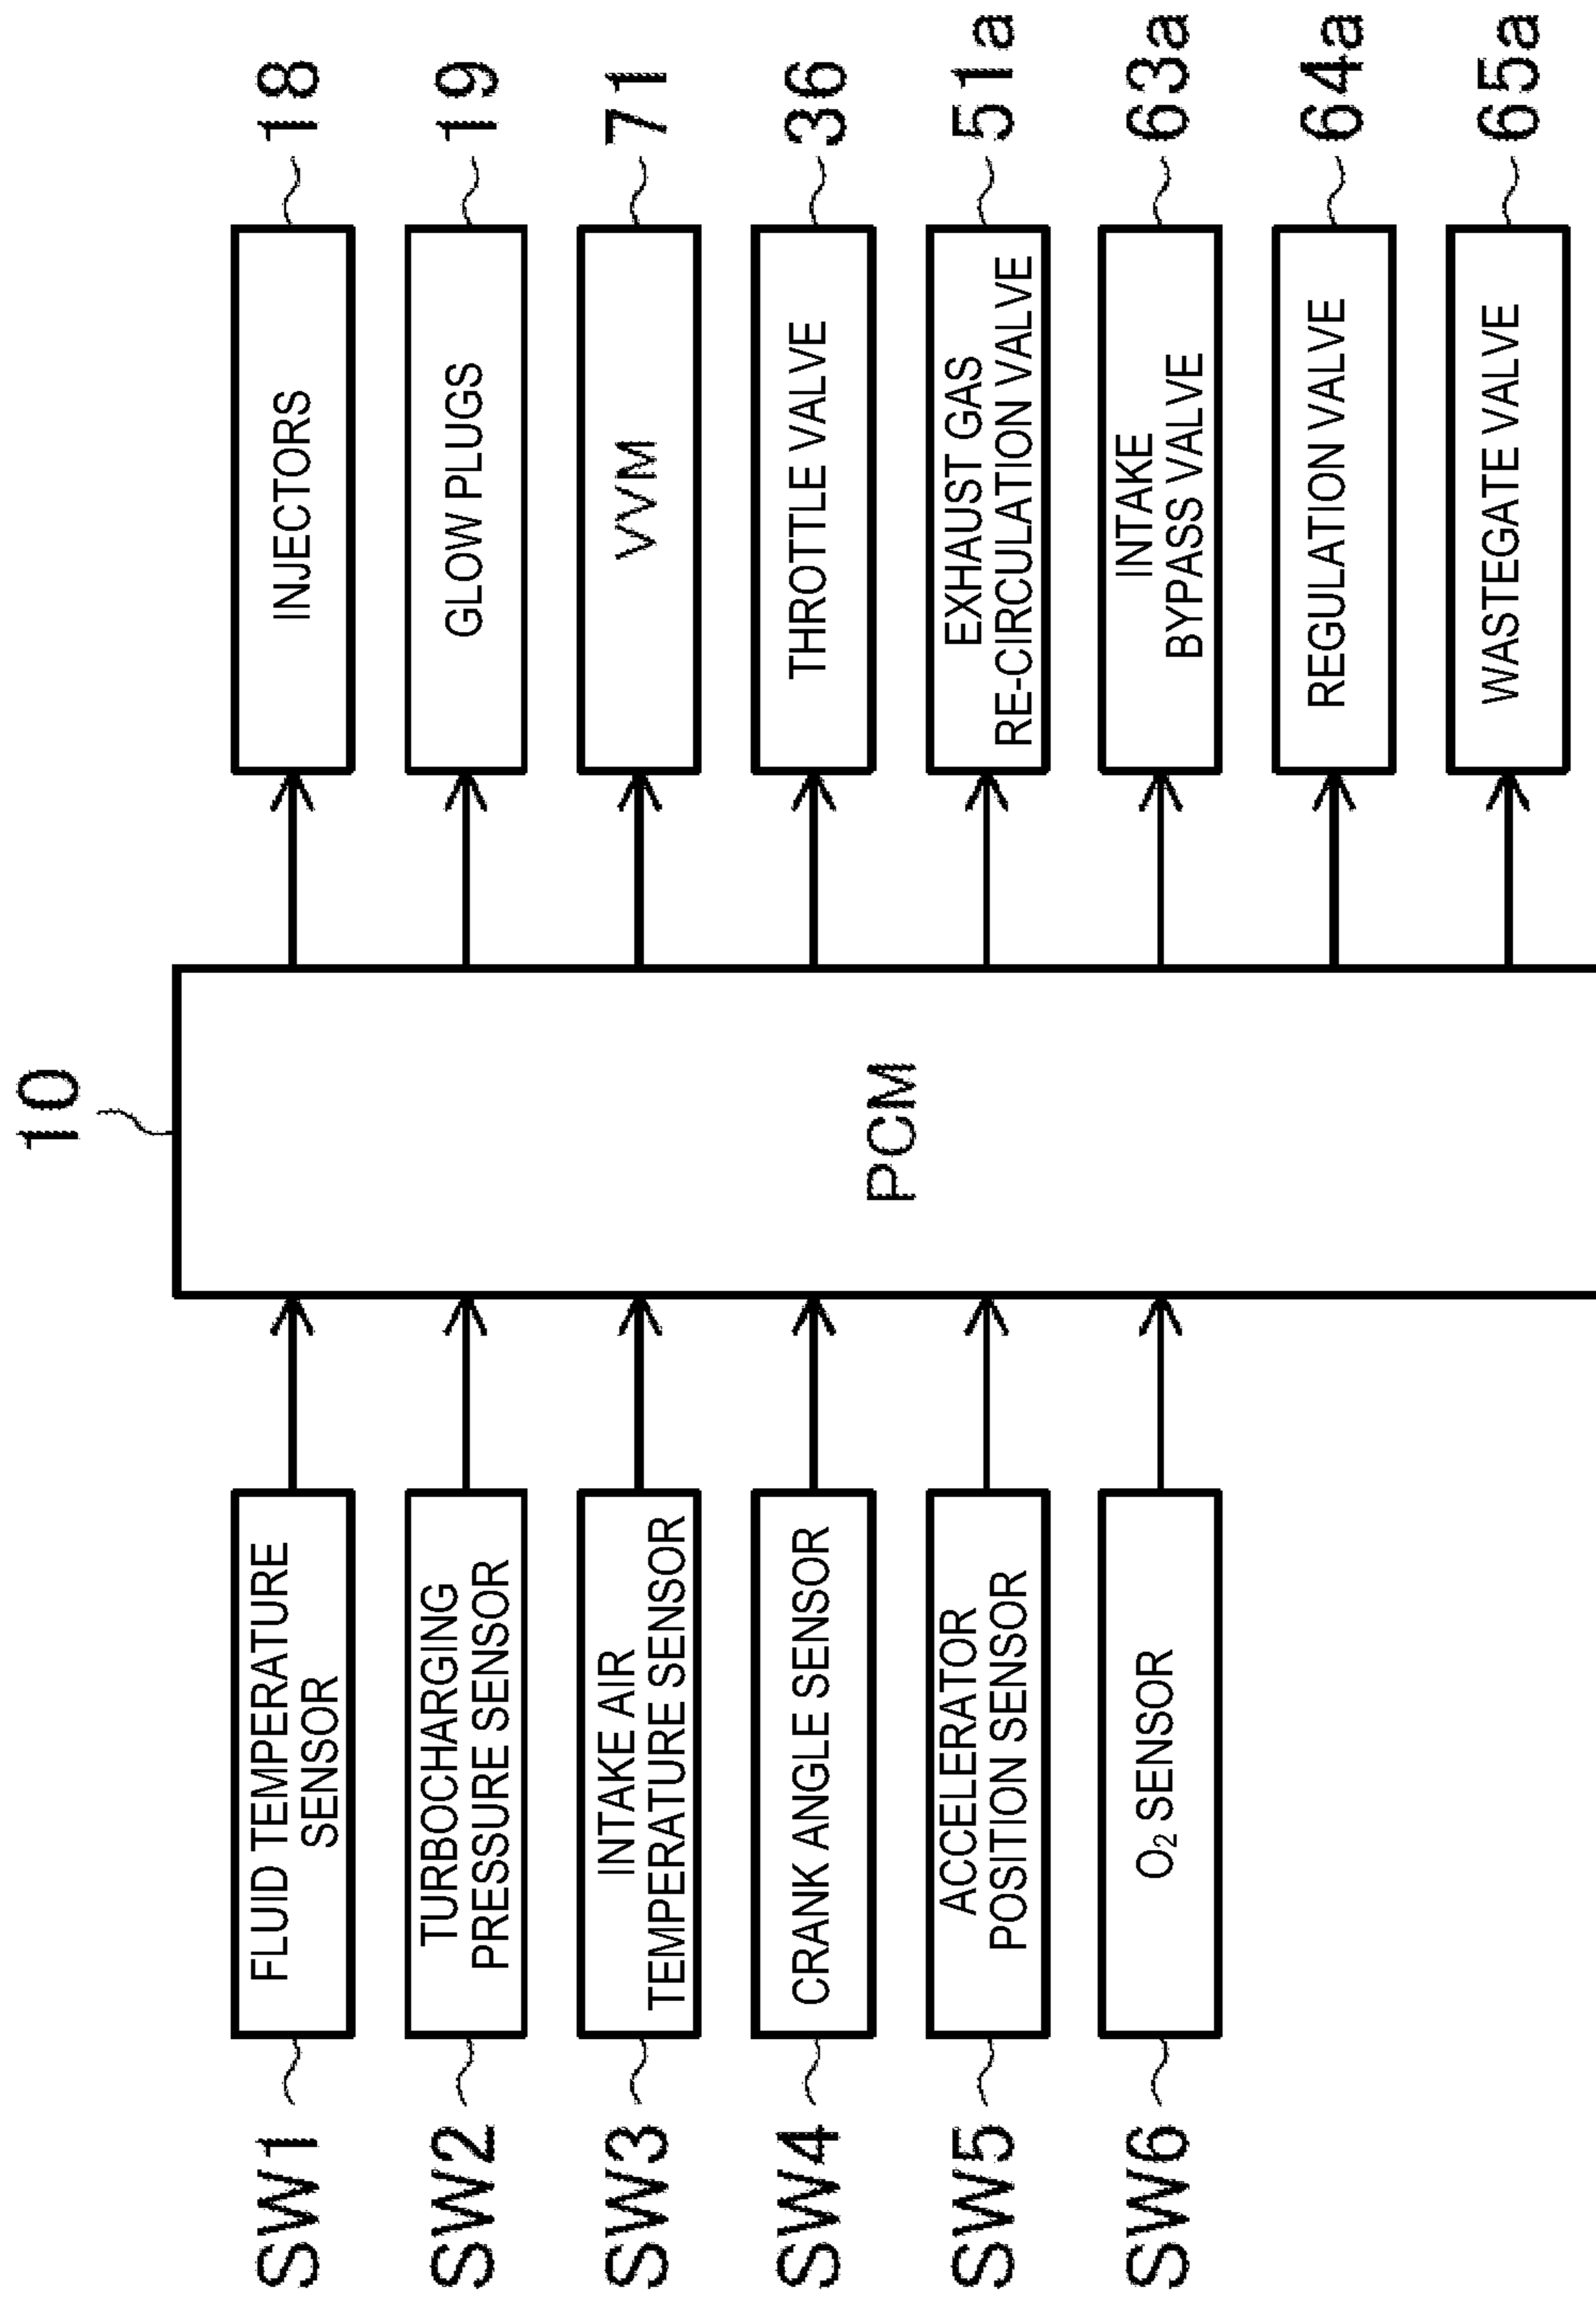 10
SW1
FLUID TEMPERATURE
SENSOR
SW2
TURBOCHARGING
PRESSURE SENSOR
SW3
INTAKE AIR
TEMPERATURE SENSOR
SW4
CRANK ANGLE SENSOR
SW5
ACCELERATOR
POSITION SENSOR
SW6
O₂ SENSOR
PCM
INJECTORS
18
GLOW PLUGS
19
VVM
71
THROTTLE VALVE
36
EXHAUST GAS
RE-CIRCULATION VALVE
51a
INTAKE
BYPASS VALVE
63a
REGULATION VALVE
64a
WASTEGATE VALVE
65a